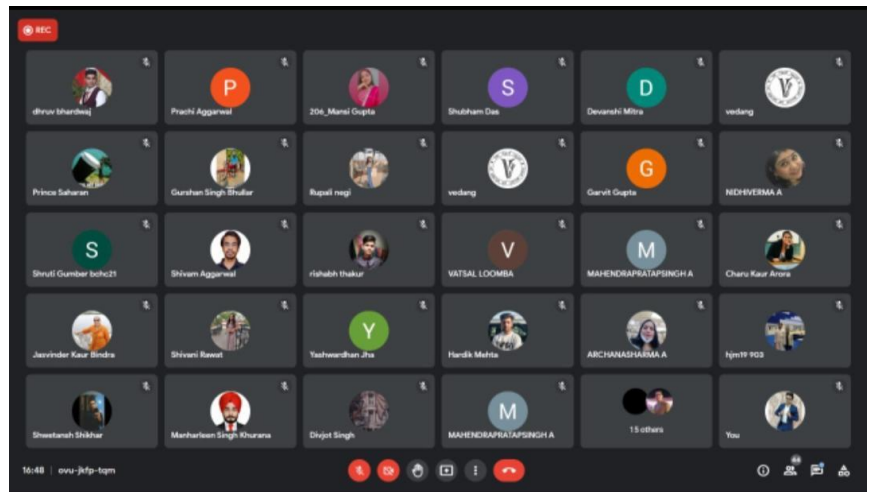 REC
dhruv bhardwaj
P
Prachi Aggarwal
206_Mansi Gupta
S
Shubham Das
D
Devanshi Mitra
V
vedang
Prince Saharan
Gurshan Singh Bhullar
Rupali negi
V
vedang
G
Garvit Gupta
NIDHIVERMA A
S
Shruti Gumber bchc21
Shivam Aggarwal
rishabh thakur
V
VATSAL LOOMBA
M
MAHENDRAPRATAPSINGH A
Charu Kaur Arora
Jasvinder Kaur Bindra
Shivani Rawat
Y
Yashwardhan Jha
Hardik Mehta
ARCHANASHARMA A
hjm19 903
Shwetansh Shikhar
Manharleen Singh Khurana
Divjot Singh
M
MAHENDRAPRATAPSINGH A
15 others
You
16:48 | ovu-jkfp-tqm